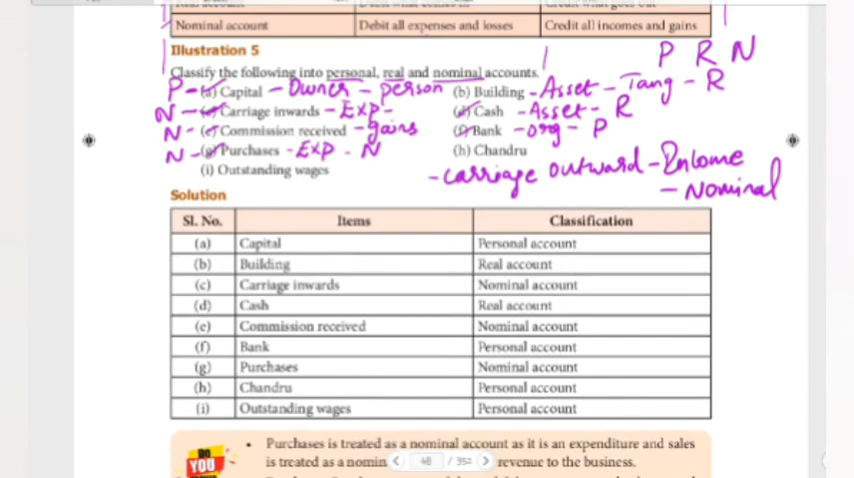 Nominal account Debit all expenses and losses Credit all incomes and gains
Illustration 5
P R N
Classify the following into personal, real and nominal accounts.
P - (a) Capital - Owner - person (b) Building - Asset - Tang - R
N - (c) Carriage inwards - Exp - (d) Cash - Asset - R
N - (e) Commission received - gains (f) Bank - org - P
N - (g) Purchases - Exp - N (h) Chandru
(i) Outstanding wages - carriage outward - Income
- Nominal
Solution
Sl. No. Items Classification
(a) Capital Personal account
(b) Building Real account
(c) Carriage inwards Nominal account
(d) Cash Real account
(e) Commission received Nominal account
(f) Bank Personal account
(g) Purchases Nominal account
(h) Chandru Personal account
(i) Outstanding wages Personal account
DO YOU
• Purchases is treated as a nominal account as it is an expenditure and sales
is treated as a nomin < 48 / 352 > revenue to the business.